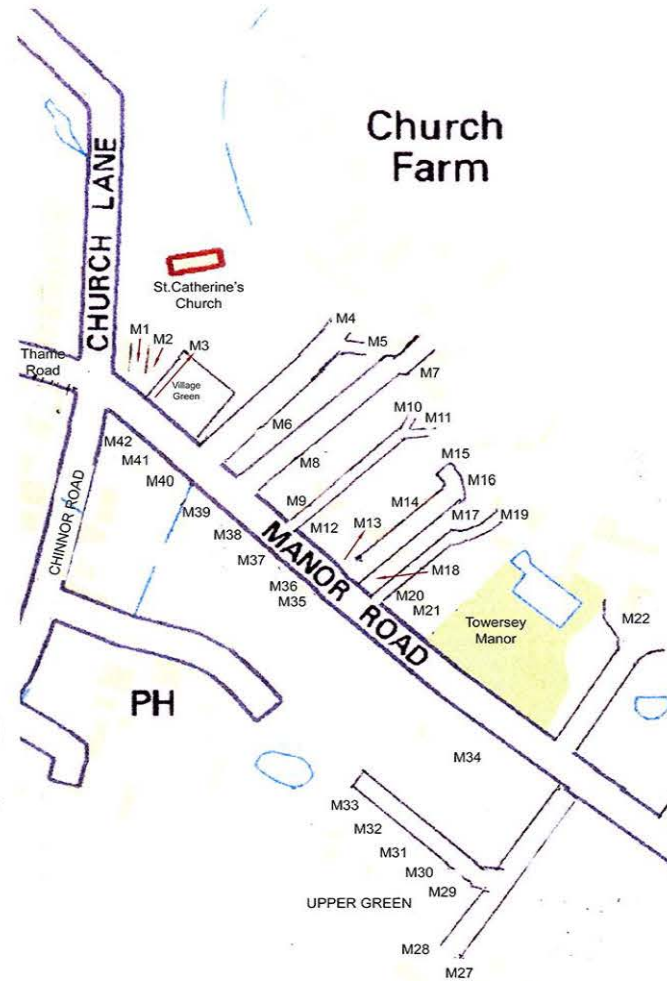 Church
Farm
CHURCH LANE
St.Catherine's
Church
M1
M2
M3
M4
M5
Thame
Road
Village
Green
M7
M6
M10
M11
M42
M41
M40
M8
M15
M16
M9
M14
M39
M12
M13
M17
M19
CHINNOR ROAD
M38
M37
MANOR ROAD
M18
M36
M35
M20
M21
Towersey
Manor
M22
PH
M34
M33
M32
M31
M30
M29
UPPER GREEN
M28
M27